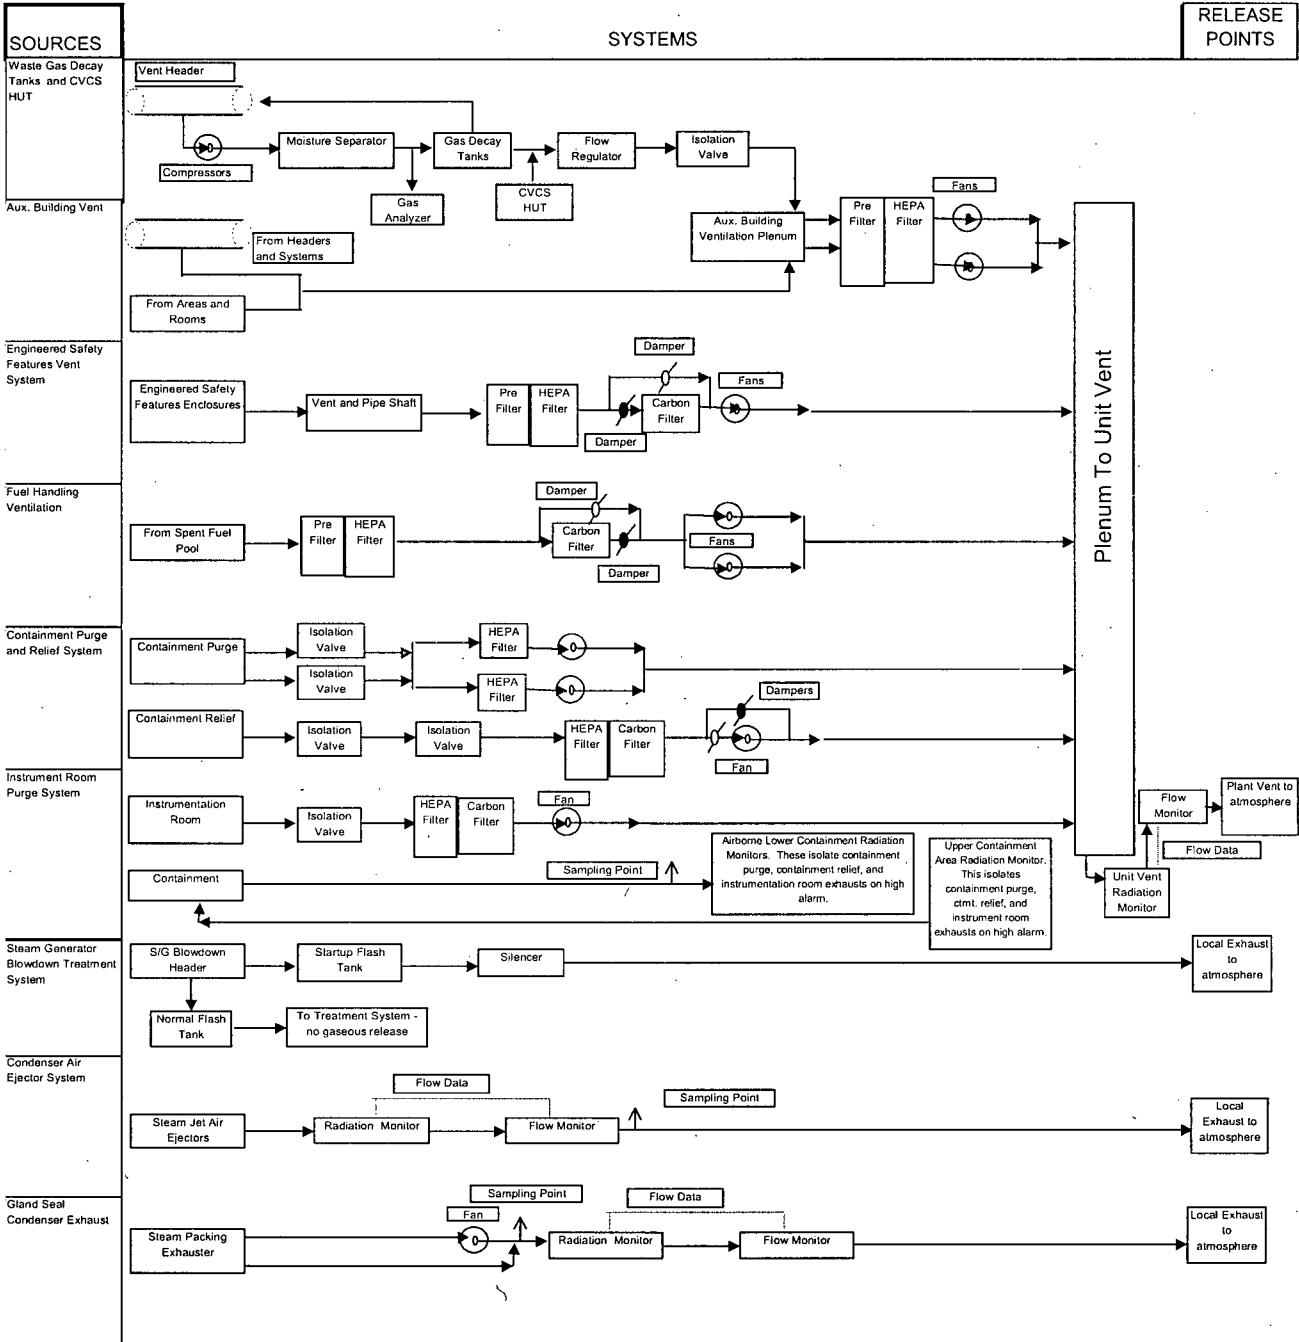 SOURCES
SYSTEMS
RELEASE
POINTS
Waste Gas Decay
Tanks and CVCS
HUT
Vent Header
Compressors
Moisture Separator
Gas
Analyzer
Gas Decay
Tanks
CVCS
HUT
Flow
Regulator
Isolation
Valve
Aux. Building Vent
From Headers
and Systems
From Areas and
Rooms
Aux. Building
Ventilation Plenum
Pre
Filter
HEPA
Filter
Fans
Plenum To Unit Vent
Engineered Safety
Features Vent
System
Engineered Safety
Features Enclosures
Vent and Pipe Shaft
Pre
Filter
HEPA
Filter
Damper
Damper
Carbon
Filter
Fans
Fuel Handling
Ventilation
From Spent Fuel
Pool
Pre
Filter
HEPA
Filter
Damper
Carbon
Filter
Damper
Fans
Containment Purge
and Relief System
Containment Purge
Isolation
Valve
Isolation
Valve
HEPA
Filter
HEPA
Filter
Containment Relief
Isolation
Valve
Isolation
Valve
HEPA
Filter
Carbon
Filter
Dampers
Fan
Instrument Room
Purge System
Instrumentation
Room
Isolation
Valve
HEPA
Filter
Carbon
Filter
Fan
Containment
Sampling Point
Airborne Lower Containment Radiation
Monitors. These isolate containment
purge, containment relief, and
instrumentation room exhausts on high
alarm.
Upper Containment
Area Radiation Monitor.
This isolates
containment purge,
ctmt. relief, and
instrument room
exhausts on high alarm.
Unit Vent
Radiation
Monitor
Flow
Monitor
Flow Data
Plant Vent to
atmosphere
Steam Generator
Blowdown Treatment
System
S/G Blowdown
Header
Startup Flash
Tank
Silencer
Local Exhaust
to
atmosphere
Normal Flash
Tank
To Treatment System -
no gaseous release
Condenser Air
Ejector System
Steam Jet Air
Ejectors
Flow Data
Radiation Monitor
Flow Monitor
Sampling Point
Local
Exhaust to
atmosphere
Gland Seal
Condenser Exhaust
Steam Packing
Exhauster
Fan
Sampling Point
Flow Data
Radiation Monitor
Flow Monitor
Local Exhaust
to
atmosphere